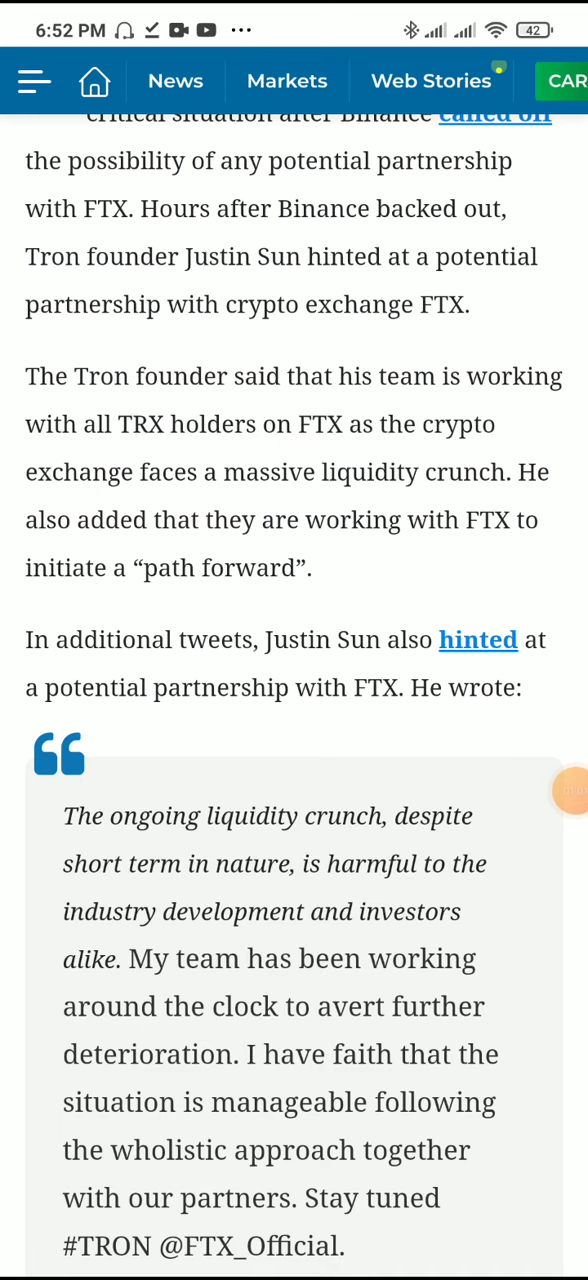 6:52 PM 42
News Markets Web Stories CAR
critical situation after Binance called off
the possibility of any potential partnership
with FTX. Hours after Binance backed out,
Tron founder Justin Sun hinted at a potential
partnership with crypto exchange FTX.
The Tron founder said that his team is working
with all TRX holders on FTX as the crypto
exchange faces a massive liquidity crunch. He
also added that they are working with FTX to
initiate a “path forward”.
In additional tweets, Justin Sun also hinted at
a potential partnership with FTX. He wrote:
The ongoing liquidity crunch, despite
short term in nature, is harmful to the
industry development and investors
alike. My team has been working
around the clock to avert further
deterioration. I have faith that the
situation is manageable following
the wholistic approach together
with our partners. Stay tuned
#TRON @FTX_Official.